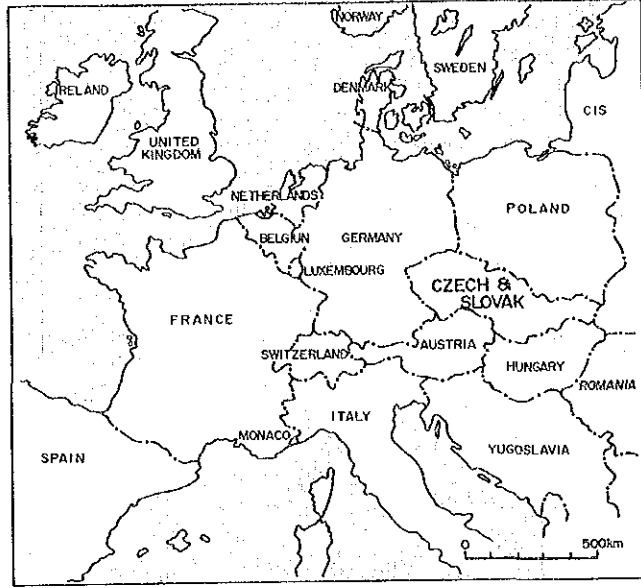 NORWAY
SWEDEN
IRELAND
DENMARK
CIS
UNITED
KINGDOM
NETHERLANDS
POLAND
BELGIUN
GERMANY
LUXEMBOURG
CZECH &
SLOVAK
FRANCE
SWITZERLAND
AUSTRIA
HUNGARY
ROMANIA
ITALY
MONACO
YUGOSLAVIA
SPAIN
0 500km